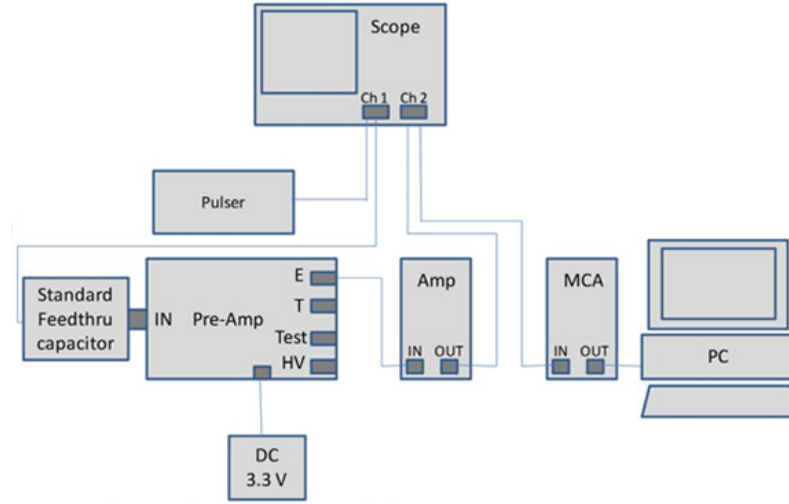 Scope
Ch 1 Ch 2
Pulser
Standard
Feedthru
capacitor
IN
Pre-Amp
E
T
Test
HV
Amp
IN OUT
MCA
IN OUT
PC
DC
3.3 V